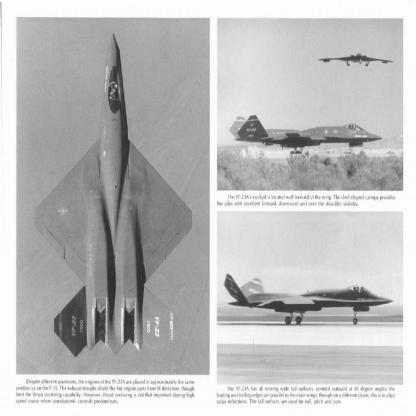 Despite different planforms, the engines of the YF-23A are placed in approximately the same
position as on the F-15. The exhaust troughs shield the hot engine parts from IR detection, though
limit the thrust vectoring capability. However, thrust vectoring is not that important during high
speed cruise when aerodynamic controls predominate.
YF-23
YF-23
YF-23
The YF-23A's cockpit is located well forward of the wing. The shell shaped canopy provides
the pilot with excellent forward, downward and over the shoulder visibility.
The YF-23A has all moving wide tail surfaces, pointed outward at 45 degree angles; the
leading and trailing edges are parallel to the main wings, though on a different plane; this is to align
radar reflections. The tail surfaces are used for roll, pitch and yaw.